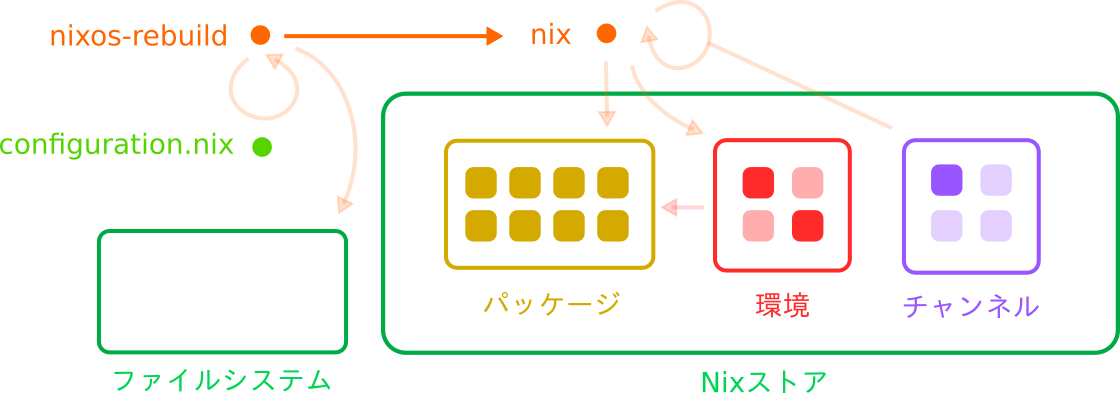 nixos-rebuild
nix
configuration.nix
パッケージ
環境
チャンネル
ファイルシステム
Nixストア